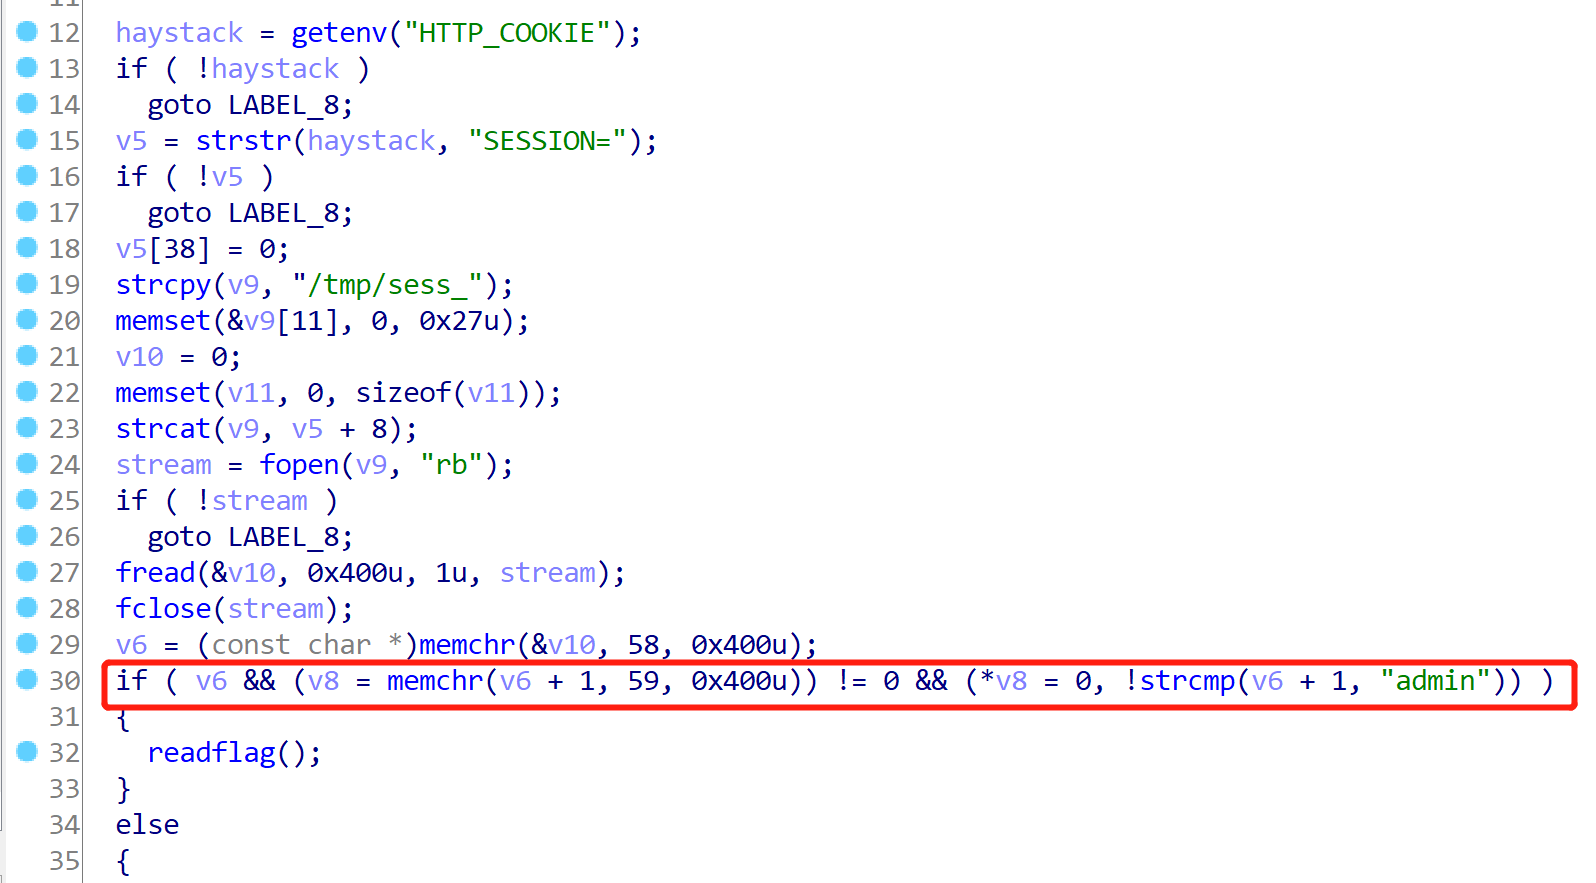 12 haystack = getenv("HTTP_COOKIE");
13 if ( !haystack )
14   goto LABEL_8;
15 v5 = strstr(haystack, "SESSION=");
16 if ( !v5 )
17   goto LABEL_8;
18 v5[38] = 0;
19 strcpy(v9, "/tmp/sess_");
20 memset(&v9[11], 0, 0x27u);
21 v10 = 0;
22 memset(v11, 0, sizeof(v11));
23 strcat(v9, v5 + 8);
24 stream = fopen(v9, "rb");
25 if ( !stream )
26   goto LABEL_8;
27 fread(&v10, 0x400u, 1u, stream);
28 fclose(stream);
29 v6 = (const char *)memchr(&v10, 58, 0x400u);
30 if ( v6 && (v8 = memchr(v6 + 1, 59, 0x400u)) != 0 && (*v8 = 0, !strcmp(v6 + 1, "admin")) )
31 {
32   readflag();
33 }
34 else
35 {